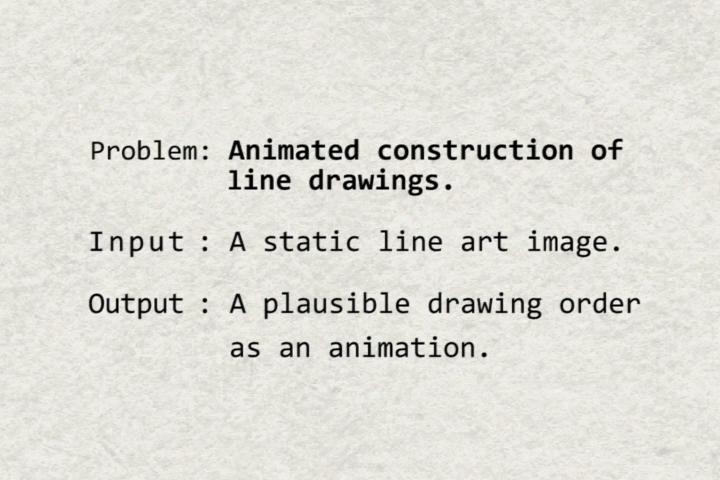 Problem: Animated construction of
line drawings.
Input : A static line art image.
Output : A plausible drawing order
as an animation.